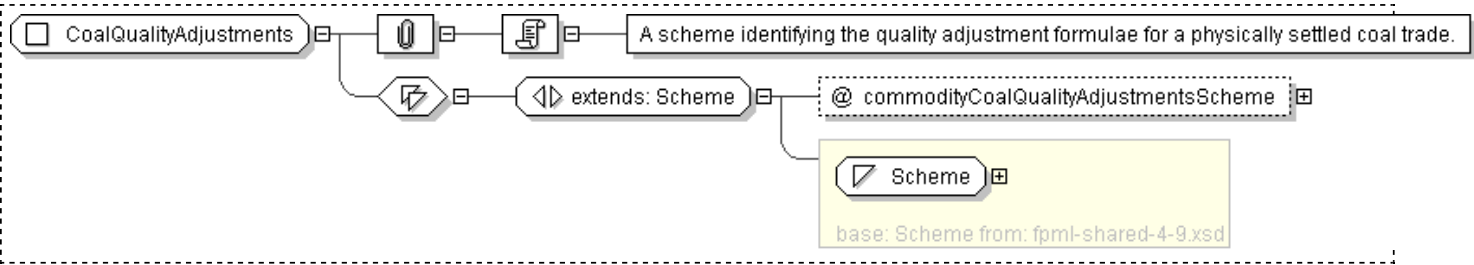 CoalQualityAdjustments
A scheme identifying the quality adjustment formulae for a physically settled coal trade.
extends: Scheme
@ commodityCoalQualityAdjustmentsScheme
Scheme
base: Scheme from: fpml-shared-4-9.xsd